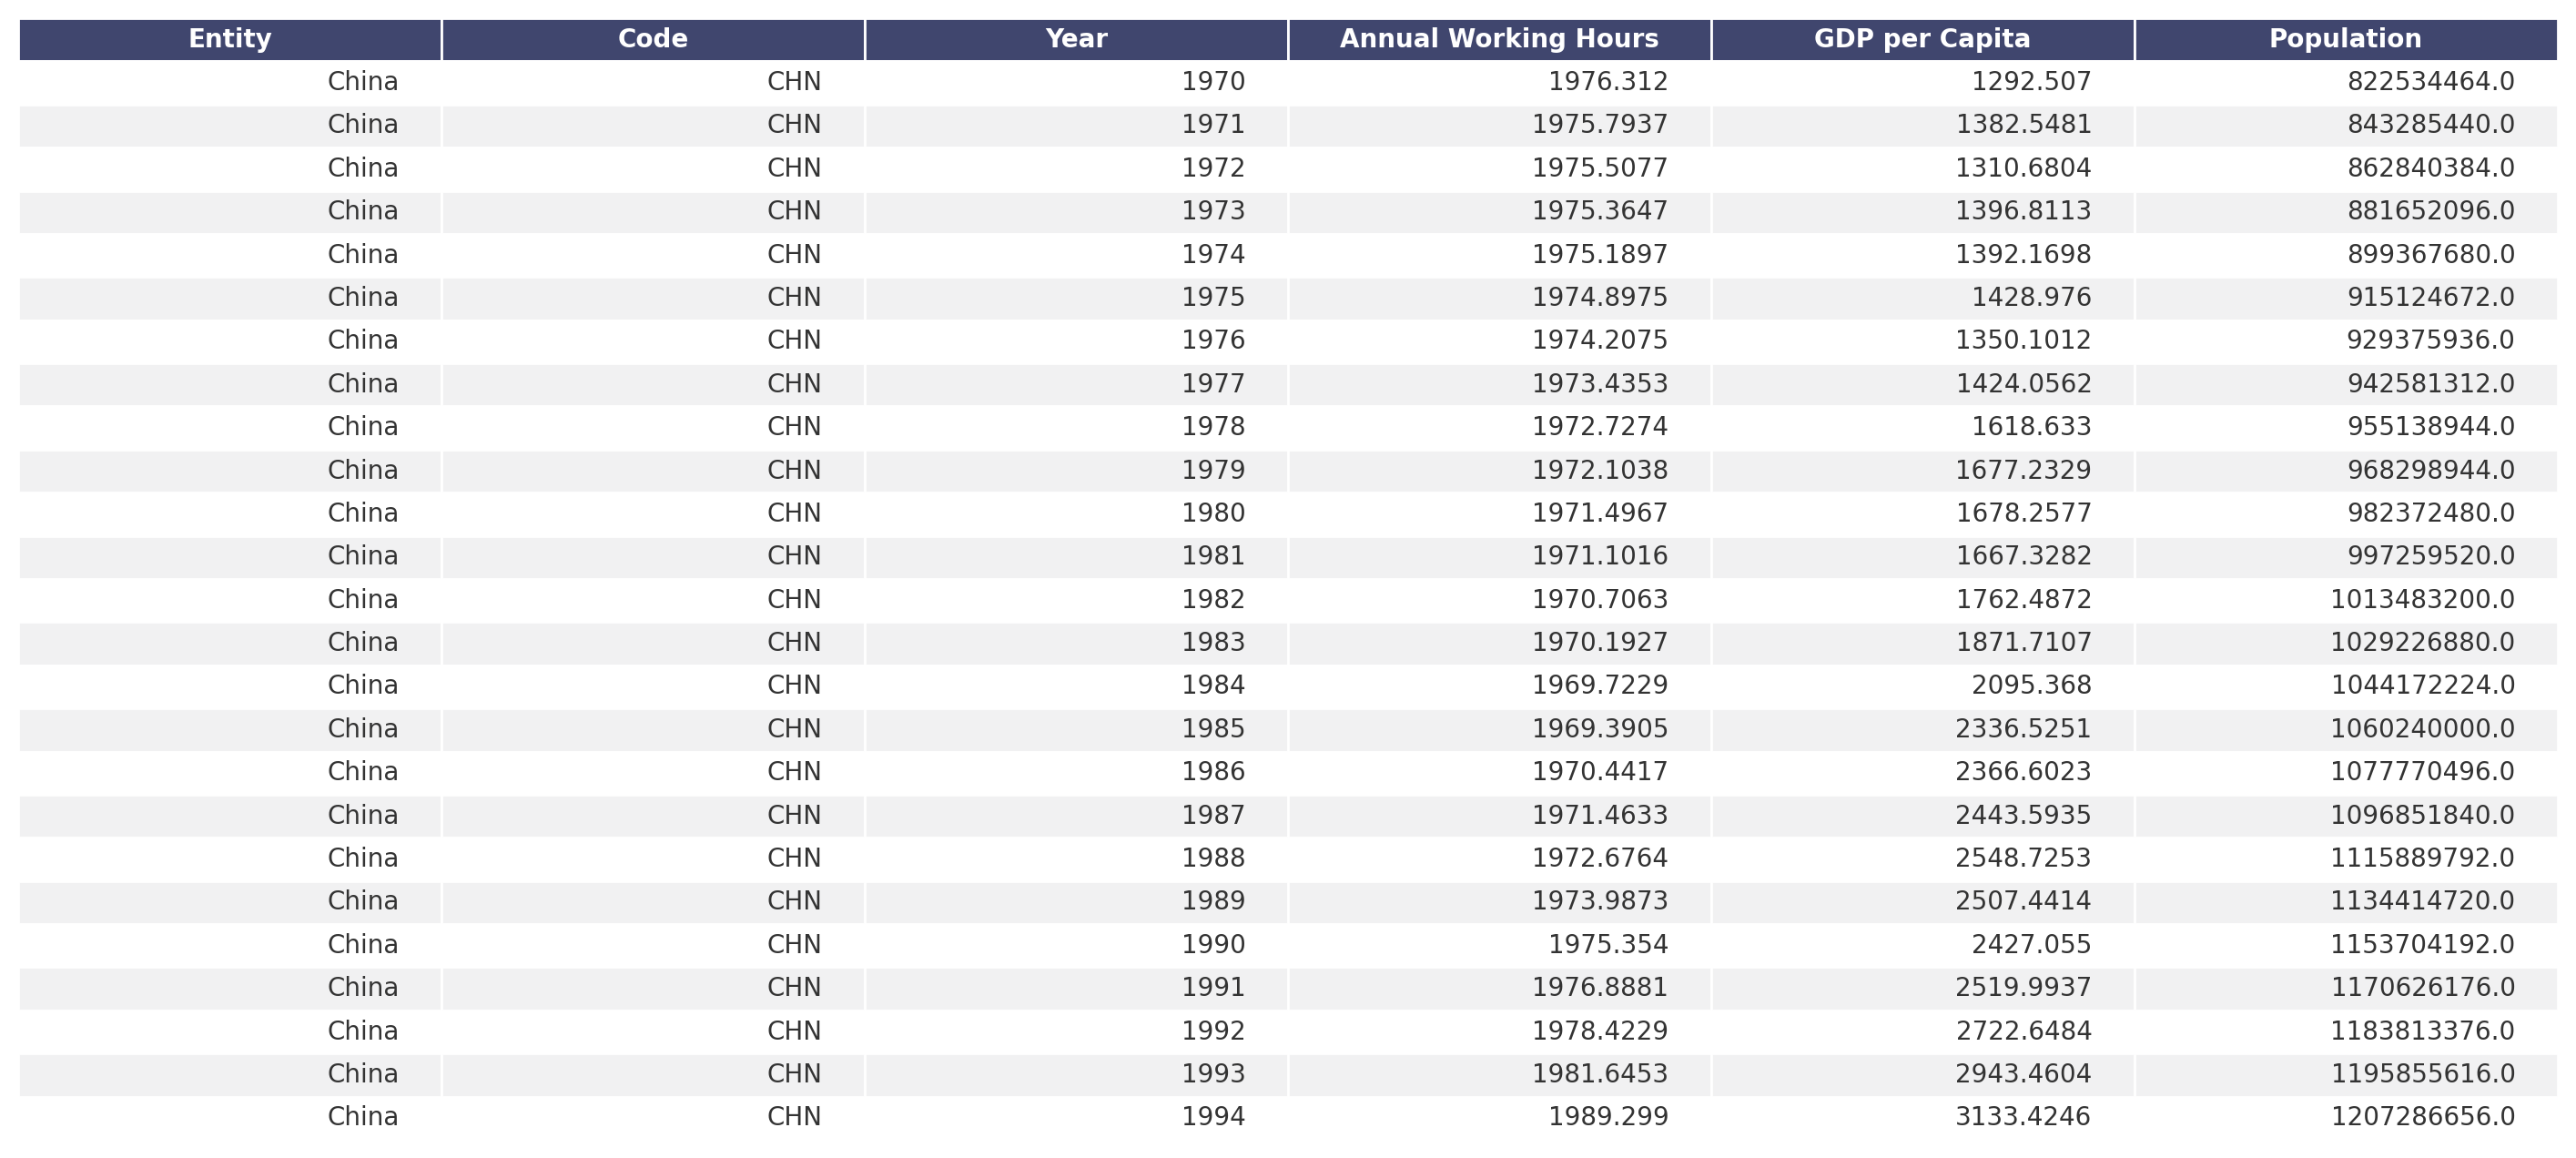 Entity Code Year Annual Working Hours GDP per Capita Population
China CHN 1970 1976.312 1292.507 822534464.0
China CHN 1971 1975.7937 1382.5481 843285440.0
China CHN 1972 1975.5077 1310.6804 862840384.0
China CHN 1973 1975.3647 1396.8113 881652096.0
China CHN 1974 1975.1897 1392.1698 899367680.0
China CHN 1975 1974.8975 1428.976 915124672.0
China CHN 1976 1974.2075 1350.1012 929375936.0
China CHN 1977 1973.4353 1424.0562 942581312.0
China CHN 1978 1972.7274 1618.633 955138944.0
China CHN 1979 1972.1038 1677.2329 968298944.0
China CHN 1980 1971.4967 1678.2577 982372480.0
China CHN 1981 1971.1016 1667.3282 997259520.0
China CHN 1982 1970.7063 1762.4872 1013483200.0
China CHN 1983 1970.1927 1871.7107 1029226880.0
China CHN 1984 1969.7229 2095.368 1044172224.0
China CHN 1985 1969.3905 2336.5251 1060240000.0
China CHN 1986 1970.4417 2366.6023 1077770496.0
China CHN 1987 1971.4633 2443.5935 1096851840.0
China CHN 1988 1972.6764 2548.7253 1115889792.0
China CHN 1989 1973.9873 2507.4414 1134414720.0
China CHN 1990 1975.354 2427.055 1153704192.0
China CHN 1991 1976.8881 2519.9937 1170626176.0
China CHN 1992 1978.4229 2722.6484 1183813376.0
China CHN 1993 1981.6453 2943.4604 1195855616.0
China CHN 1994 1989.299 3133.4246 1207286656.0